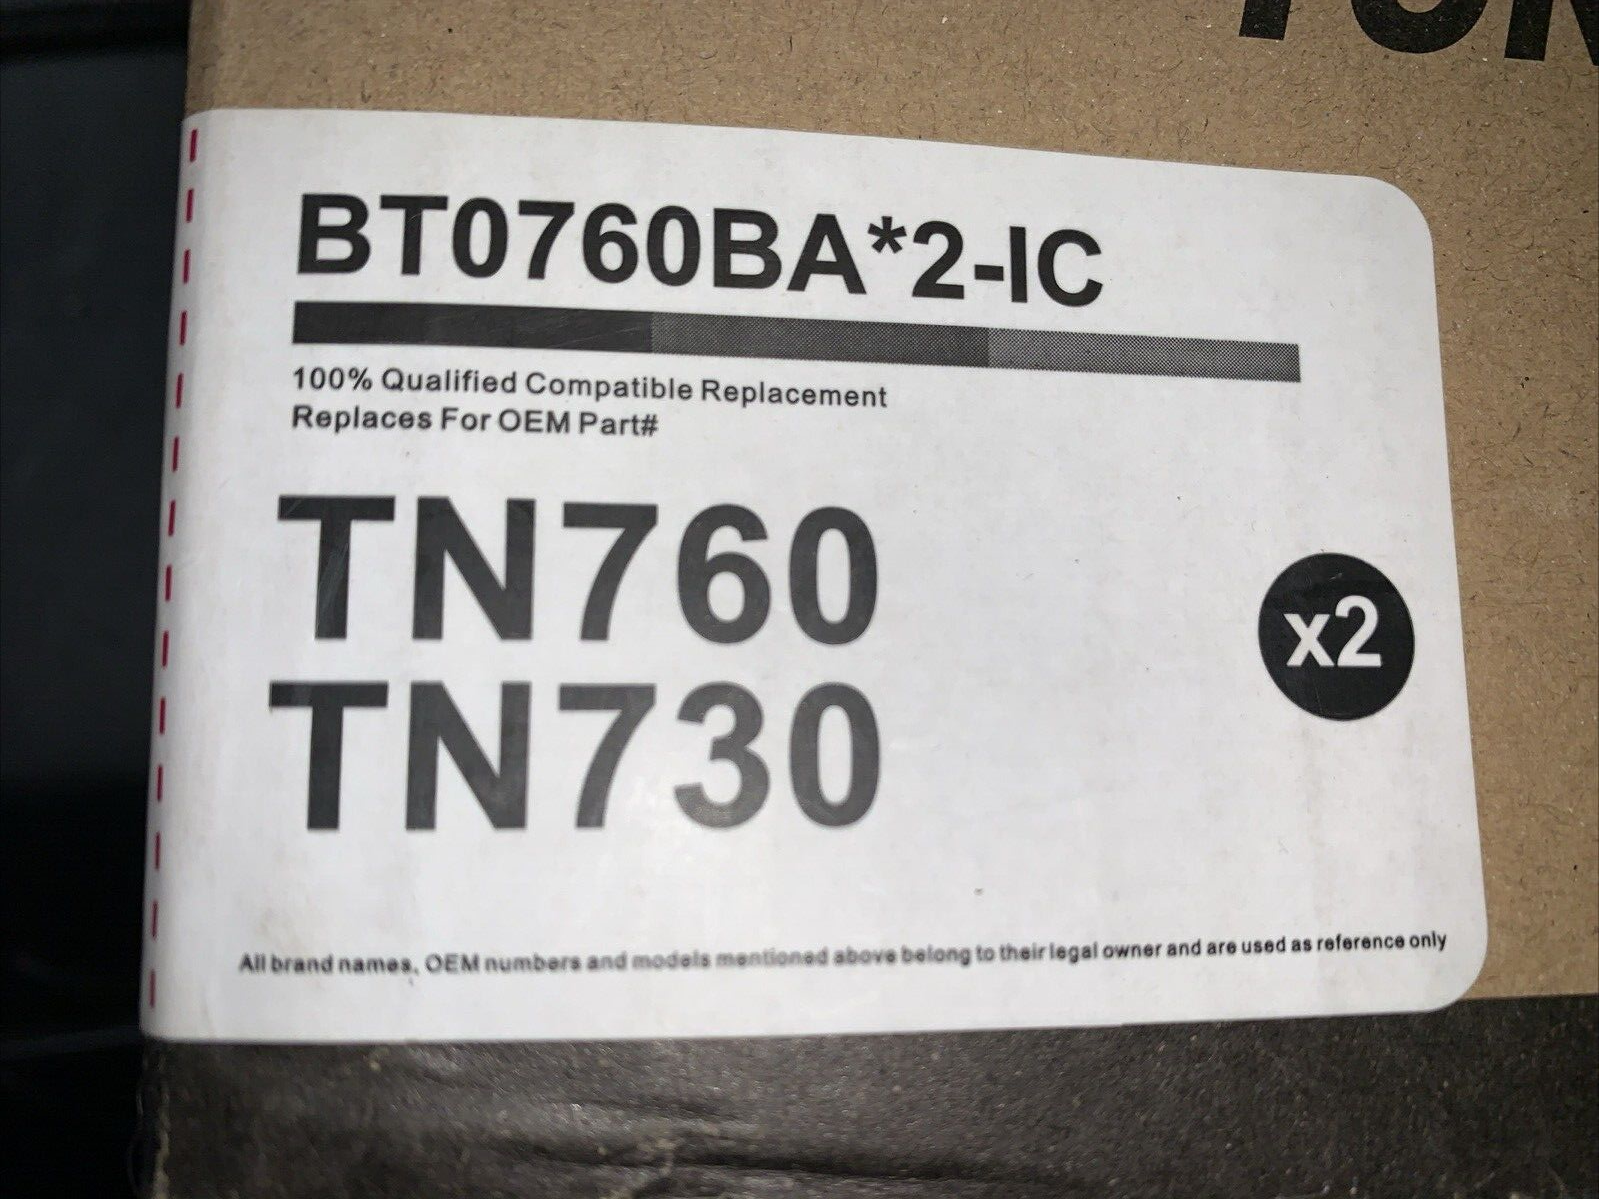 BT0760BA*2-IC
100% Qualified Compatible Replacement
Replaces For OEM Part#
TN760
TN730
x2
All brand names, OEM numbers and models mentioned above belong to their legal owner and are used as reference only